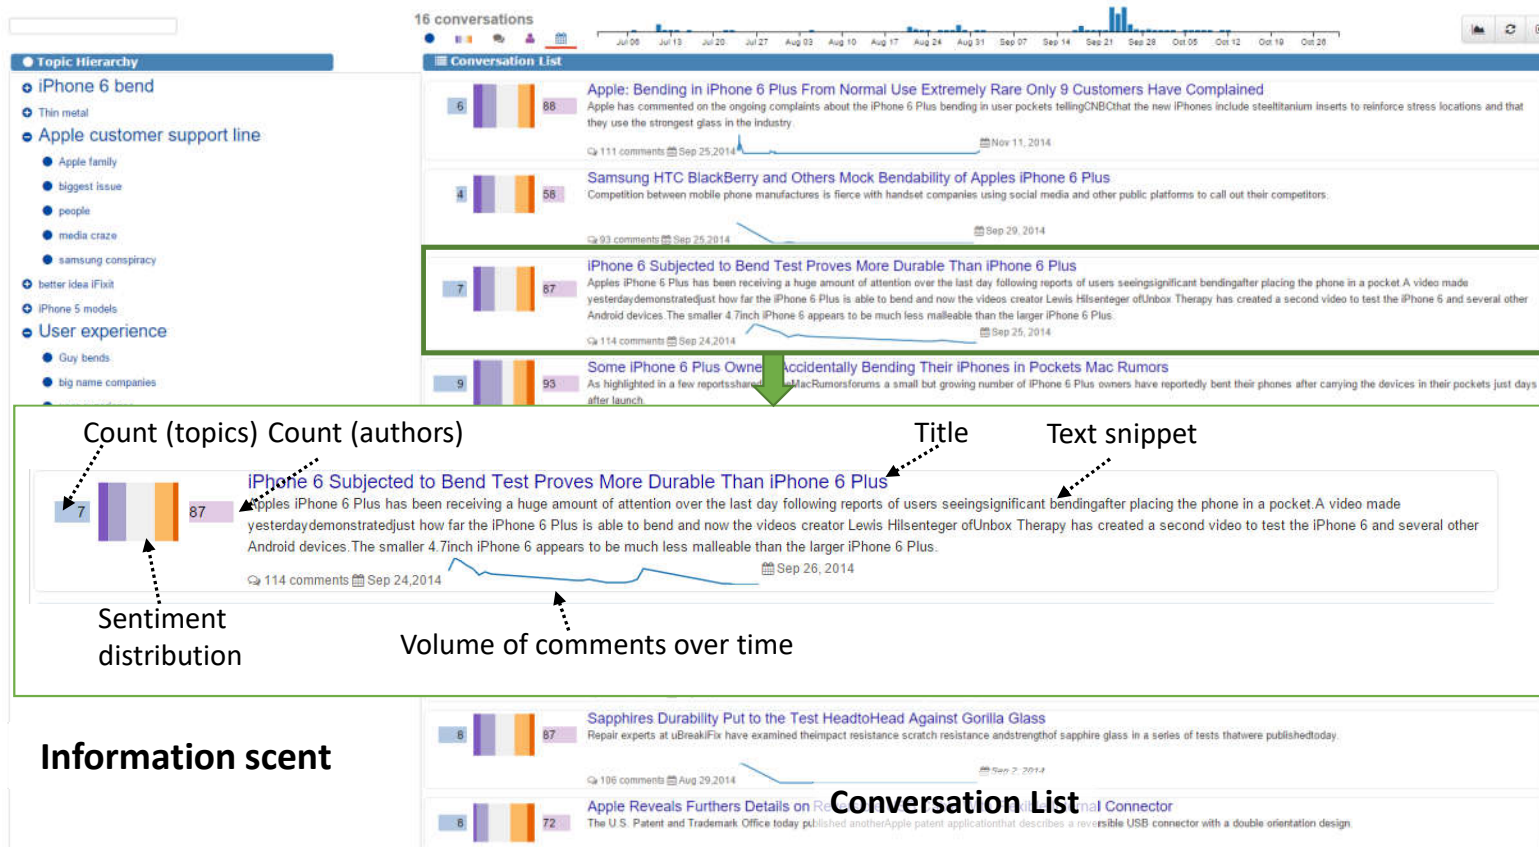 16 conversations
Jul 06 Jul 13 Jul 20 Jul 27 Aug 03 Aug 10 Aug 17 Aug 24 Aug 31 Sep 07 Sep 14 Sep 21 Sep 28 Oct 05 Oct 12 Oct 19 Oct 26
Topic Hierarchy
iPhone 6 bend
Thin metal
Apple customer support line
Apple family
biggest issue
people
media craze
samsung conspiracy
better idea iFixit
iPhone 5 models
User experience
Guy bends
big name companies
Conversation List
6 88
Apple: Bending in iPhone 6 Plus From Normal Use Extremely Rare Only 9 Customers Have Complained
Apple has commented on the ongoing complaints about the iPhone 6 Plus bending in user pockets tellingCNBCthat the new iPhones include steeltitanium inserts to reinforce stress locations and that
they use the strongest glass in the industry.
111 comments Sep 25,2014 Nov 11, 2014
4 58
Samsung HTC BlackBerry and Others Mock Bendability of Apples iPhone 6 Plus
Competition between mobile phone manufactures is fierce with handset companies using social media and other public platforms to call out their competitors.
93 comments Sep 25,2014 Sep 29, 2014
7 87
iPhone 6 Subjected to Bend Test Proves More Durable Than iPhone 6 Plus
Apples iPhone 6 Plus has been receiving a huge amount of attention over the last day following reports of users seeingsignificant bendingafter placing the phone in a pocket.A video made
yesterdaydemonstratedjust how far the iPhone 6 Plus is able to bend and now the videos creator Lewis Hilsenteger ofUnbox Therapy has created a second video to test the iPhone 6 and several other
Android devices.The smaller 4.7inch iPhone 6 appears to be much less malleable than the larger iPhone 6 Plus.
114 comments Sep 24,2014 Sep 25, 2014
9 93
Some iPhone 6 Plus Owne Accidentally Bending Their iPhones in Pockets Mac Rumors
As highlighted in a few reportsshared MacRumorsforums a small but growing number of iPhone 6 Plus owners have reportedly bent their phones after carrying the devices in their pockets just days
after launch.
Count (topics) Count (authors) Title Text snippet
7 87
iPhone 6 Subjected to Bend Test Proves More Durable Than iPhone 6 Plus
Apples iPhone 6 Plus has been receiving a huge amount of attention over the last day following reports of users seeingsignificant bendingafter placing the phone in a pocket.A video made
yesterdaydemonstratedjust how far the iPhone 6 Plus is able to bend and now the videos creator Lewis Hilsenteger ofUnbox Therapy has created a second video to test the iPhone 6 and several other
Android devices.The smaller 4.7inch iPhone 6 appears to be much less malleable than the larger iPhone 6 Plus.
114 comments Sep 24,2014 Sep 26, 2014
Sentiment
distribution
Volume of comments over time
Information scent
8 87
Sapphires Durability Put to the Test HeadtoHead Against Gorilla Glass
Repair experts at uBreakiFix have examined theimpact resistance scratch resistance andstrengthof sapphire glass in a series of tests thatwere publishedtoday.
106 comments Aug 29,2014 Sep 2, 2014
Conversation List
8 72
Apple Reveals Furthers Details on Connector
The U.S. Patent and Trademark Office today published anotherApple patent applicationthat describes a reversible USB connector with a double orientation design.